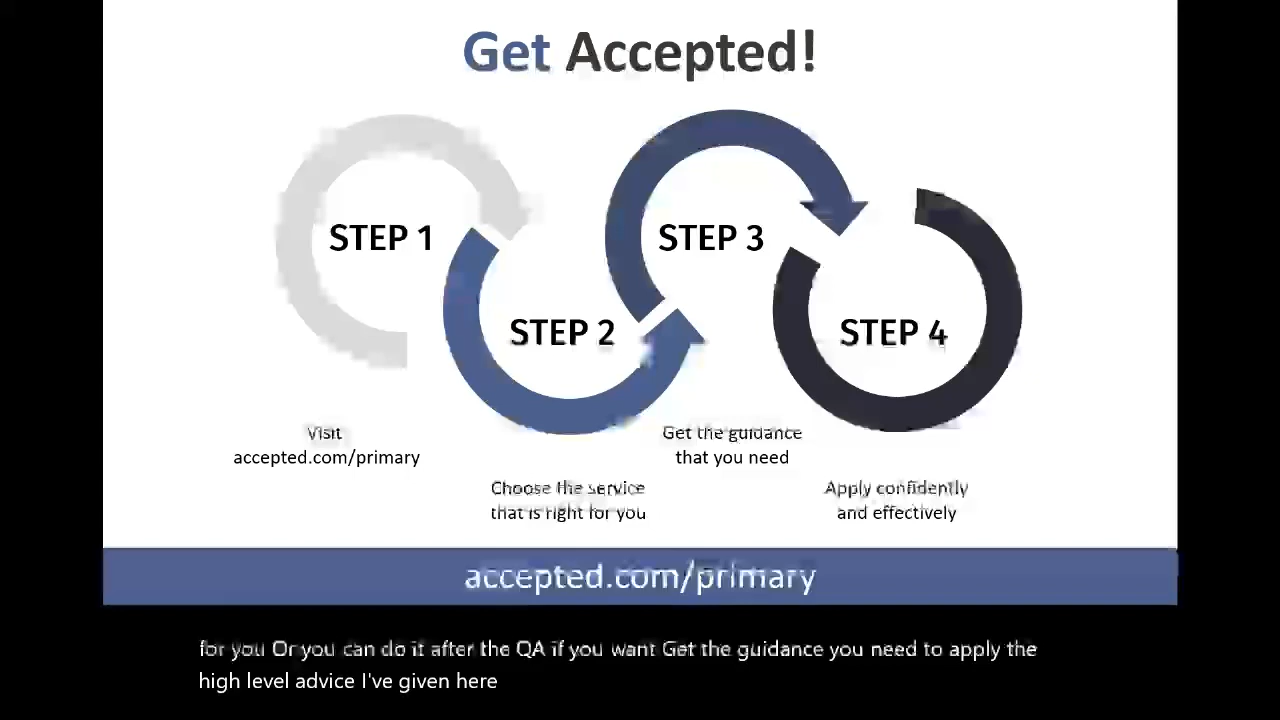 Get Accepted!
STEP 1
STEP 3
STEP 2
STEP 4
Visit
accepted.com/primary
Get the guidance
that you need
Choose the service
that is right for you
Apply confidently
and effectively
accepted.com/primary
for you Or you can do it after the QA if you want Get the guidance you need to apply the
high level advice I've given here